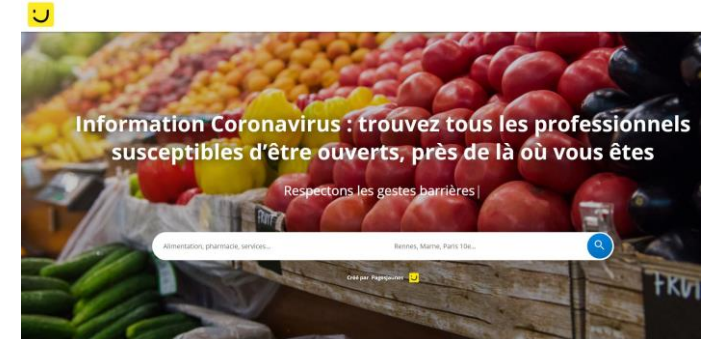 Information Coronavirus : trouvez tous les professionnels
susceptibles d'être ouverts, près de là où vous êtes
Respectons les gestes barrières|
FRUIT
Alimentation, pharmacie, services...
Rennes, Marne, Paris 10e...
Créé par Pagesjaunes